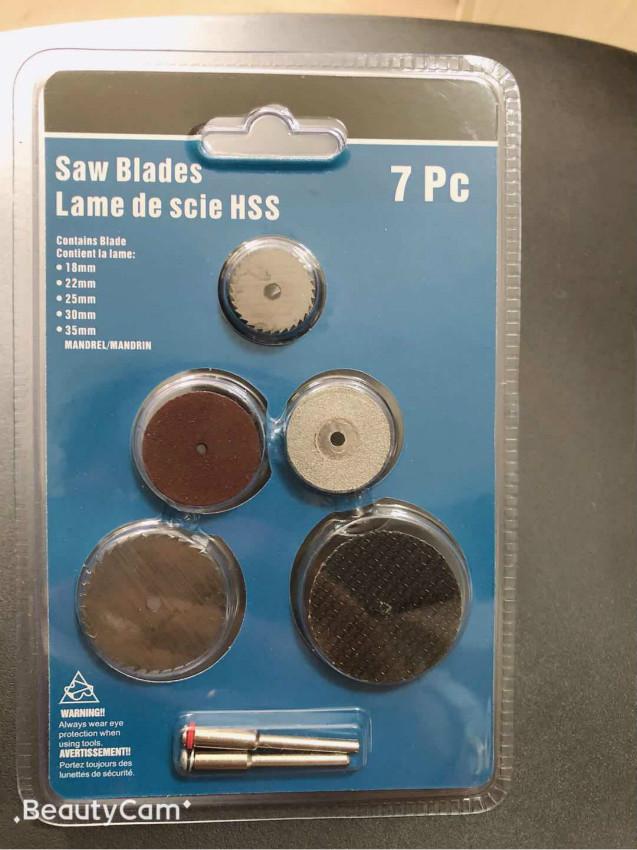 Saw Blades
Lame de scie HSS
7 Pc
Contains Blade
Contient la lame:
• 18mm
• 22mm
• 25mm
• 30mm
• 35mm
MANDREL/MANDRIN
WARNING!!
Always wear eye
protection when
using tools.
AVERTISSEMENT!!
Portez toujours des
lunettes de sécurité.
BeautyCam